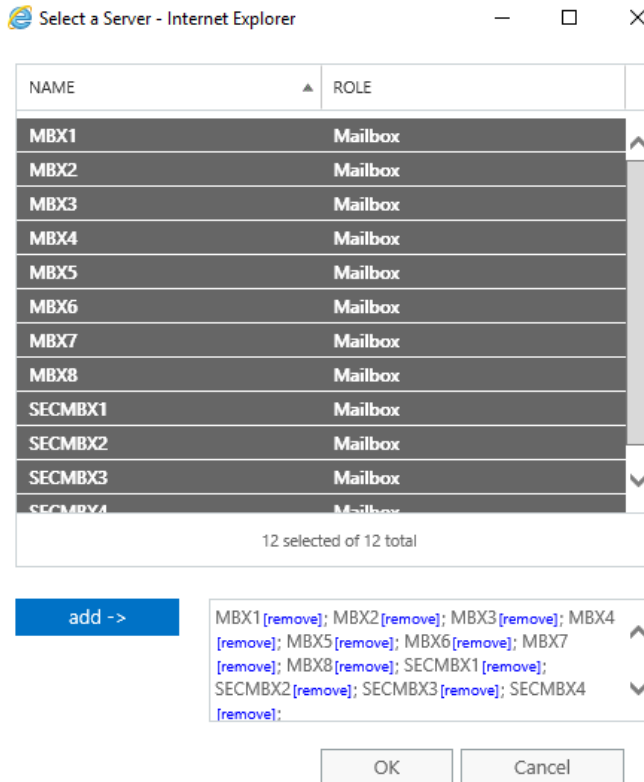 Select a Server - Internet Explorer
NAME ROLE
MBX1 Mailbox
MBX2 Mailbox
MBX3 Mailbox
MBX4 Mailbox
MBX5 Mailbox
MBX6 Mailbox
MBX7 Mailbox
MBX8 Mailbox
SECMBX1 Mailbox
SECMBX2 Mailbox
SECMBX3 Mailbox
SECMBX4 Mailbox
12 selected of 12 total
add -> 
MBX1[remove]; MBX2[remove]; MBX3[remove]; MBX4
[remove]; MBX5[remove]; MBX6[remove]; MBX7
[remove]; MBX8[remove]; SECMBX1[remove];
SECMBX2[remove]; SECMBX3[remove]; SECMBX4
[remove];
OK Cancel